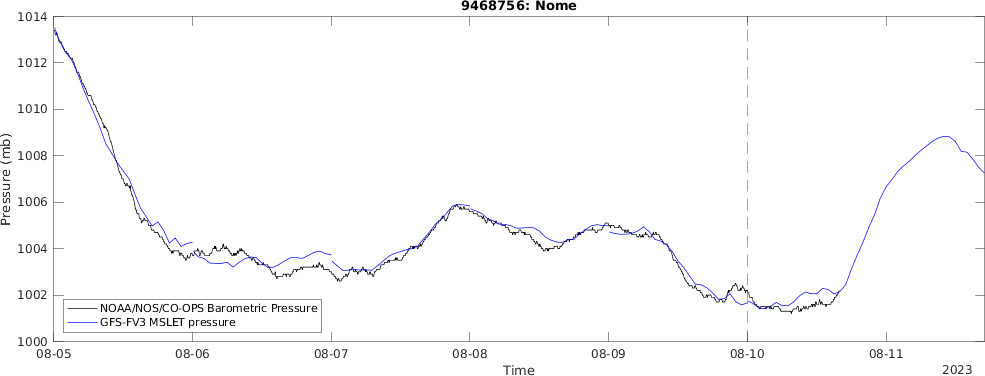 9468756: Nome
Pressure (mb)
1014
1012
1010
1008
1006
1004
1002
1000
NOAA/NOS/CO-OPS Barometric Pressure
GFS-FV3 MSLET pressure
08-05 08-06 08-07 08-08 08-09 08-10 08-11
Time
2023